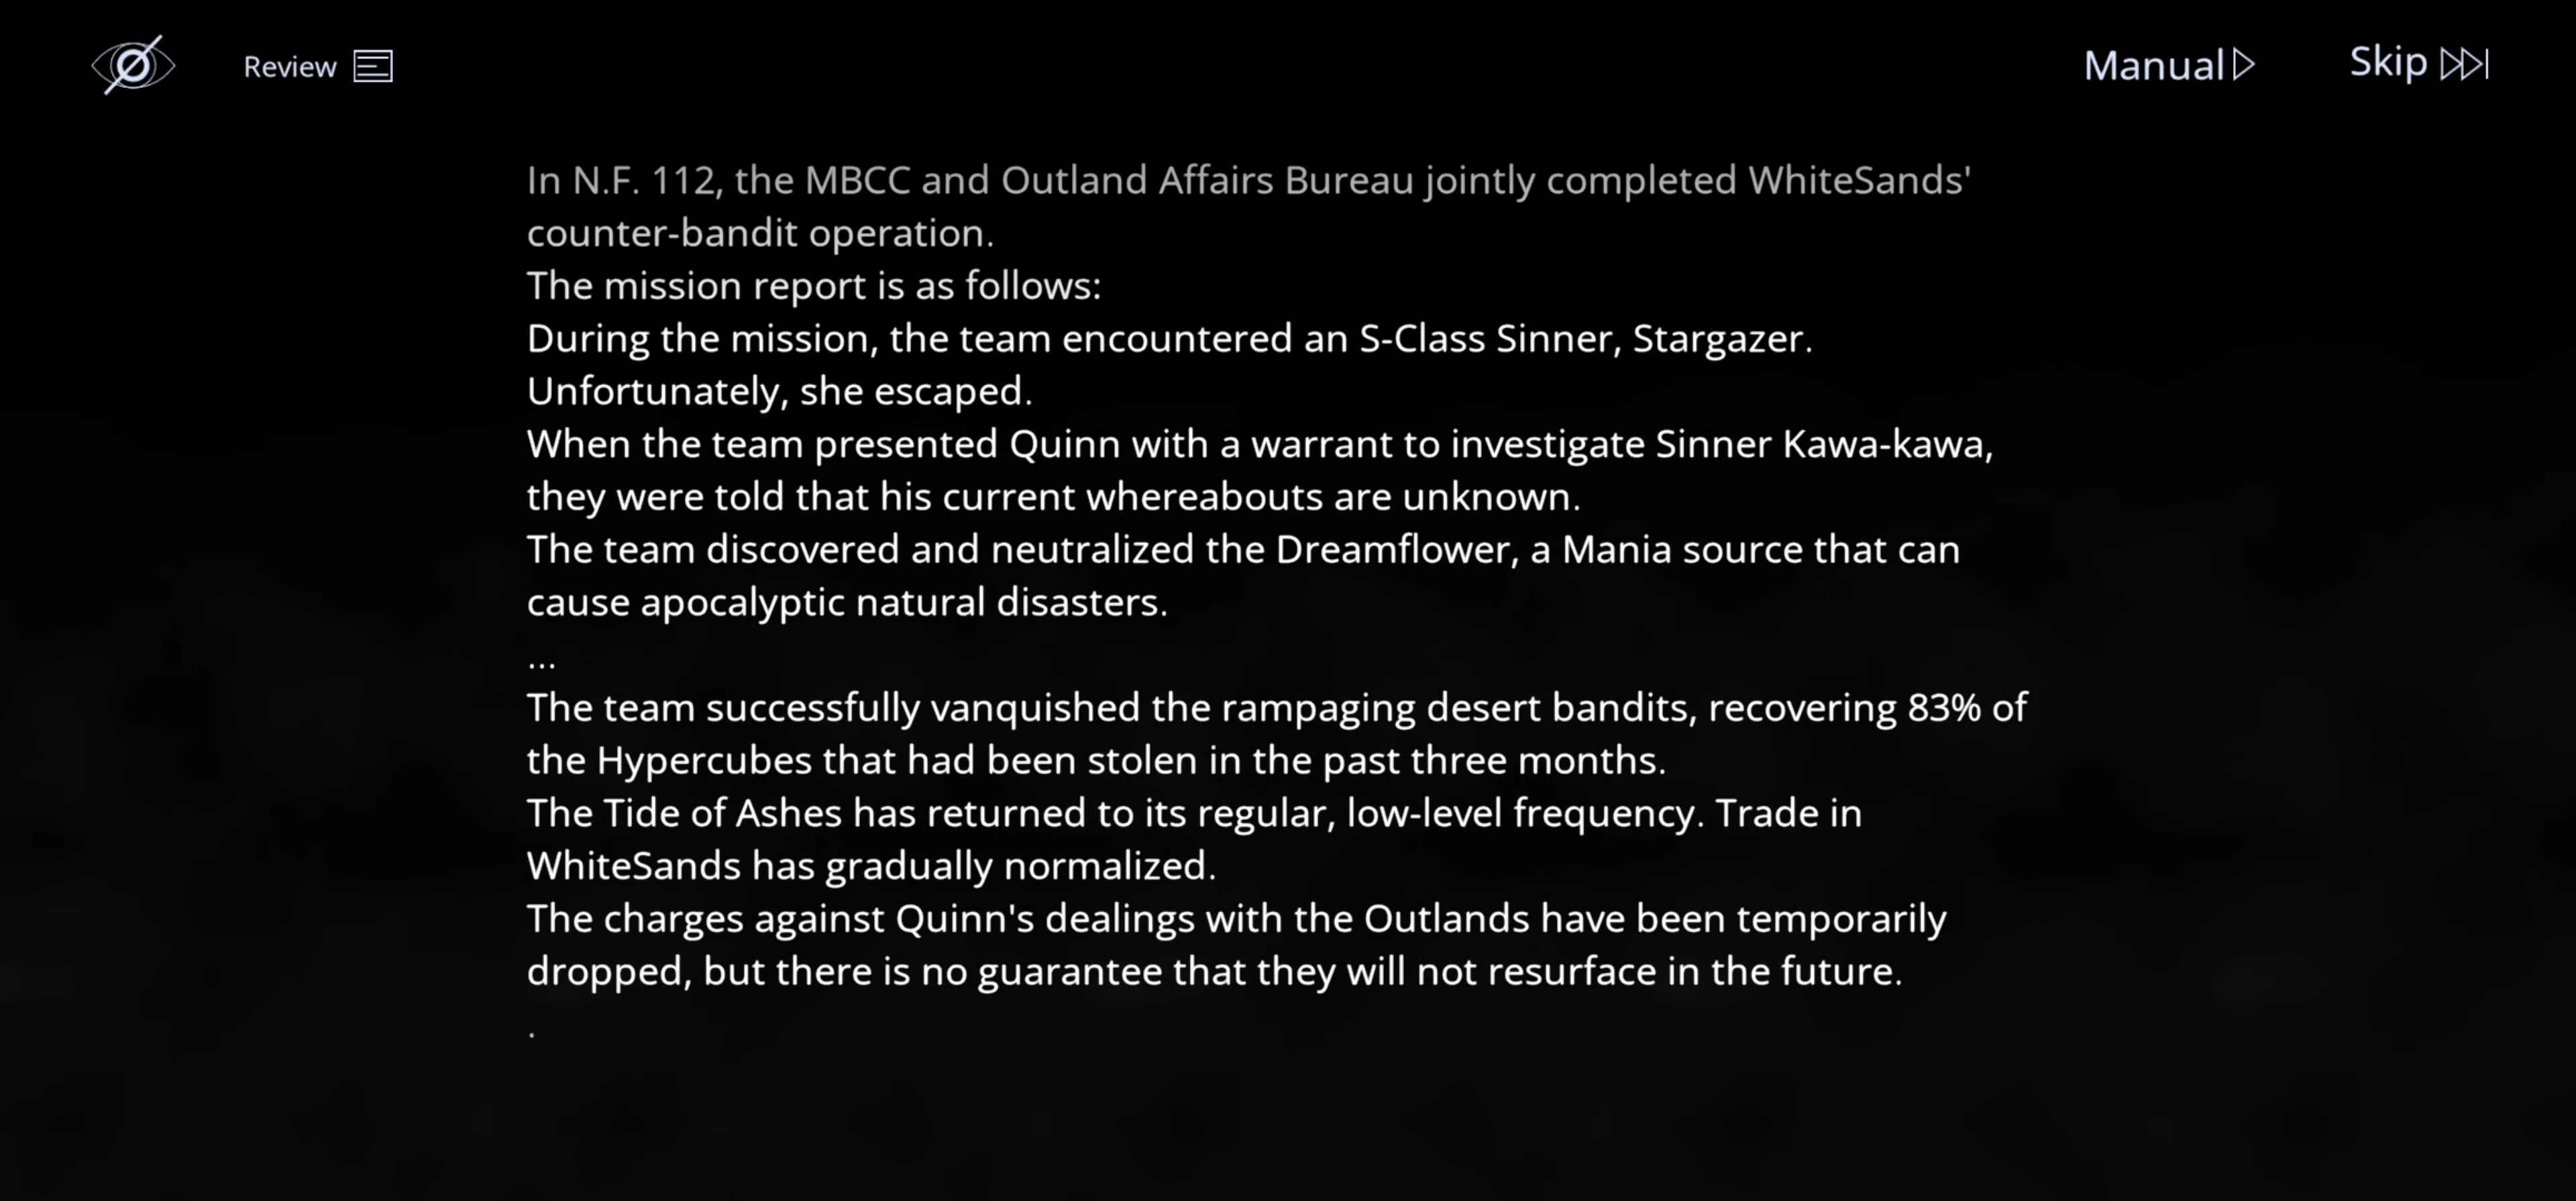 Review
Manual
Skip
In N.F. 112, the MBCC and Outland Affairs Bureau jointly completed WhiteSands'
counter-bandit operation.
The mission report is as follows:
During the mission, the team encountered an S-Class Sinner, Stargazer.
Unfortunately, she escaped.
When the team presented Quinn with a warrant to investigate Sinner Kawa-kawa,
they were told that his current whereabouts are unknown.
The team discovered and neutralized the Dreamflower, a Mania source that can
cause apocalyptic natural disasters.
...
The team successfully vanquished the rampaging desert bandits, recovering 83% of
the Hypercubes that had been stolen in the past three months.
The Tide of Ashes has returned to its regular, low-level frequency. Trade in
WhiteSands has gradually normalized.
The charges against Quinn's dealings with the Outlands have been temporarily
dropped, but there is no guarantee that they will not resurface in the future.
.